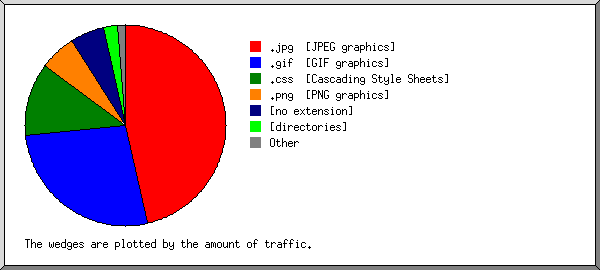 .jpg [JPEG graphics]
.gif [GIF graphics]
.css [Cascading Style Sheets]
.png [PNG graphics]
[no extension]
[directories]
Other
The wedges are plotted by the amount of traffic.